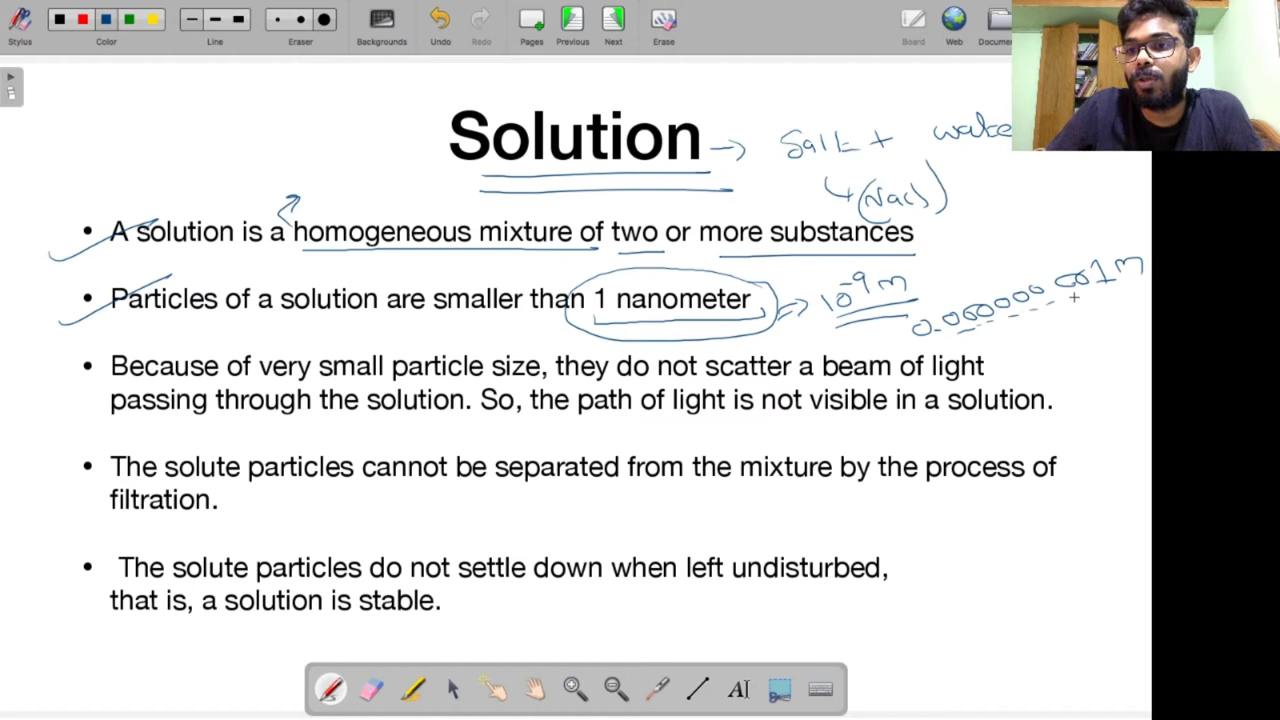 Stylus Color Line Eraser Backgrounds Undo Redo Pages Previous Next Erase Board Web Docum
Solution → Salt + wate
↳ (NaCl)
• A solution is a homogeneous mixture of two or more substances
• Particles of a solution are smaller than 1 nanometer => 10⁻⁹ m
• Because of very small particle size, they do not scatter a beam of light
passing through the solution. So, the path of light is not visible in a solution.
• The solute particles cannot be separated from the mixture by the process of
filtration.
• The solute particles do not settle down when left undisturbed,
that is, a solution is stable.